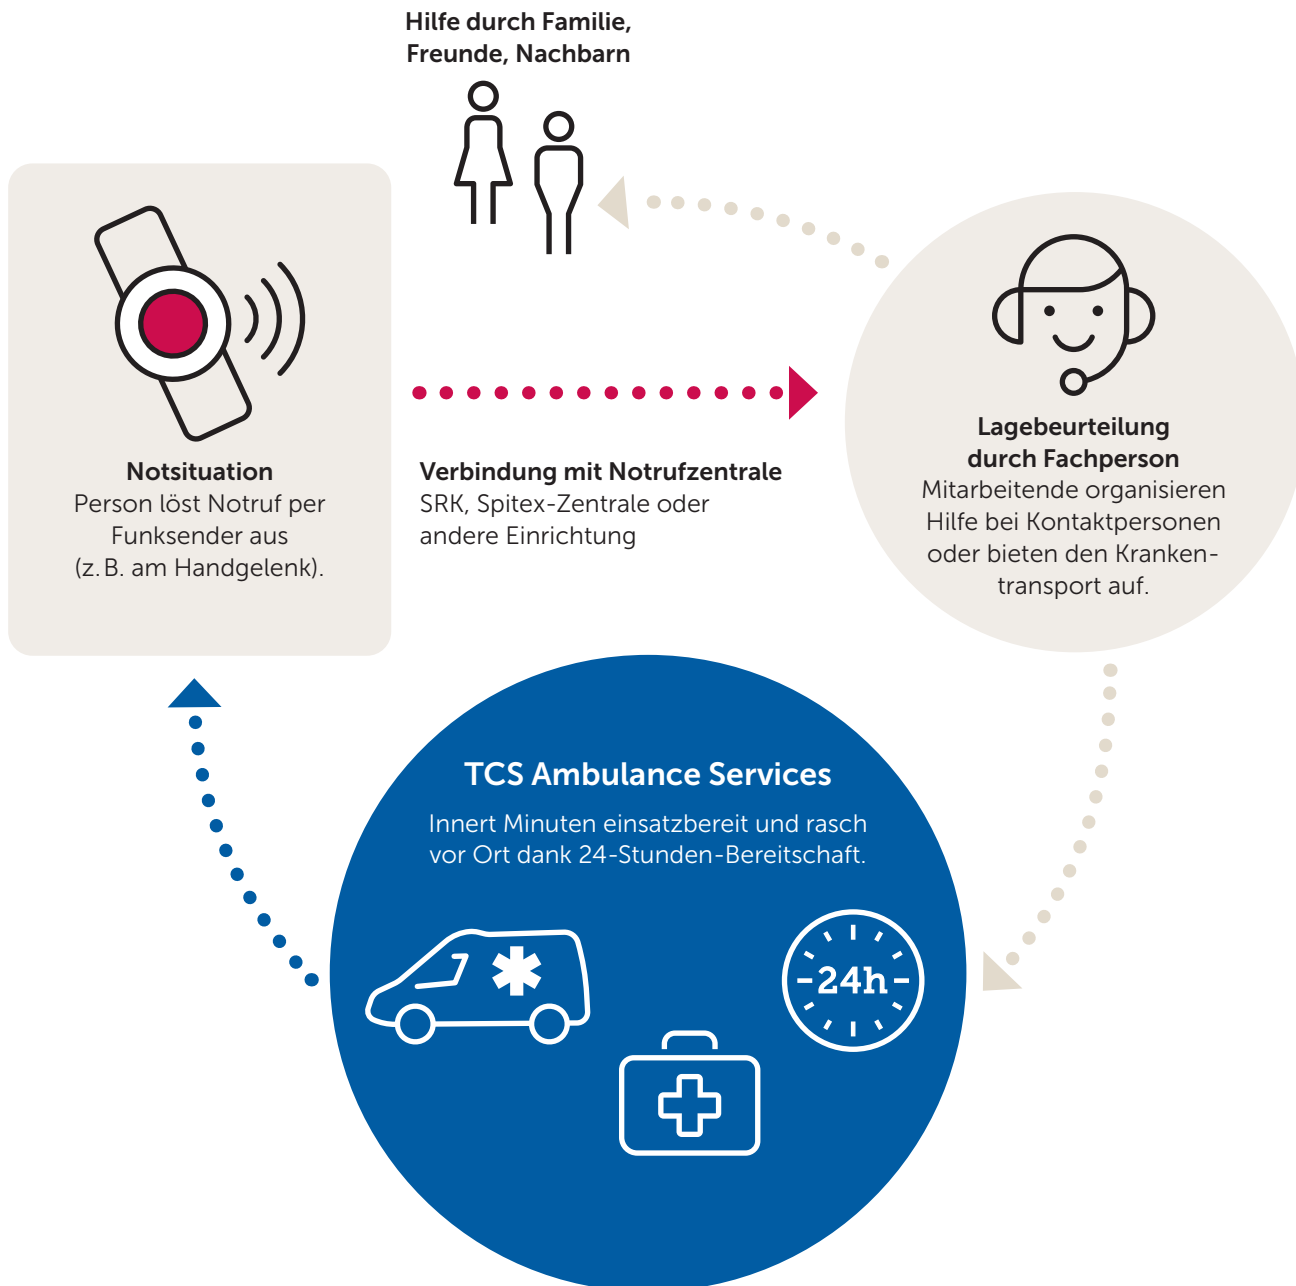 Hilfe durch Familie,
Freunde, Nachbarn
Notsituation
Person löst Notruf per
Funksender aus
(z. B. am Handgelenk).
Verbindung mit Notrufzentrale
SRK, Spitex-Zentrale oder
andere Einrichtung
Lagebeurteilung
durch Fachperson
Mitarbeitende organisieren
Hilfe bei Kontaktpersonen
oder bieten den Kranken-
transport auf.
TCS Ambulance Services
Innert Minuten einsatzbereit und rasch
vor Ort dank 24-Stunden-Bereitschaft.
24h